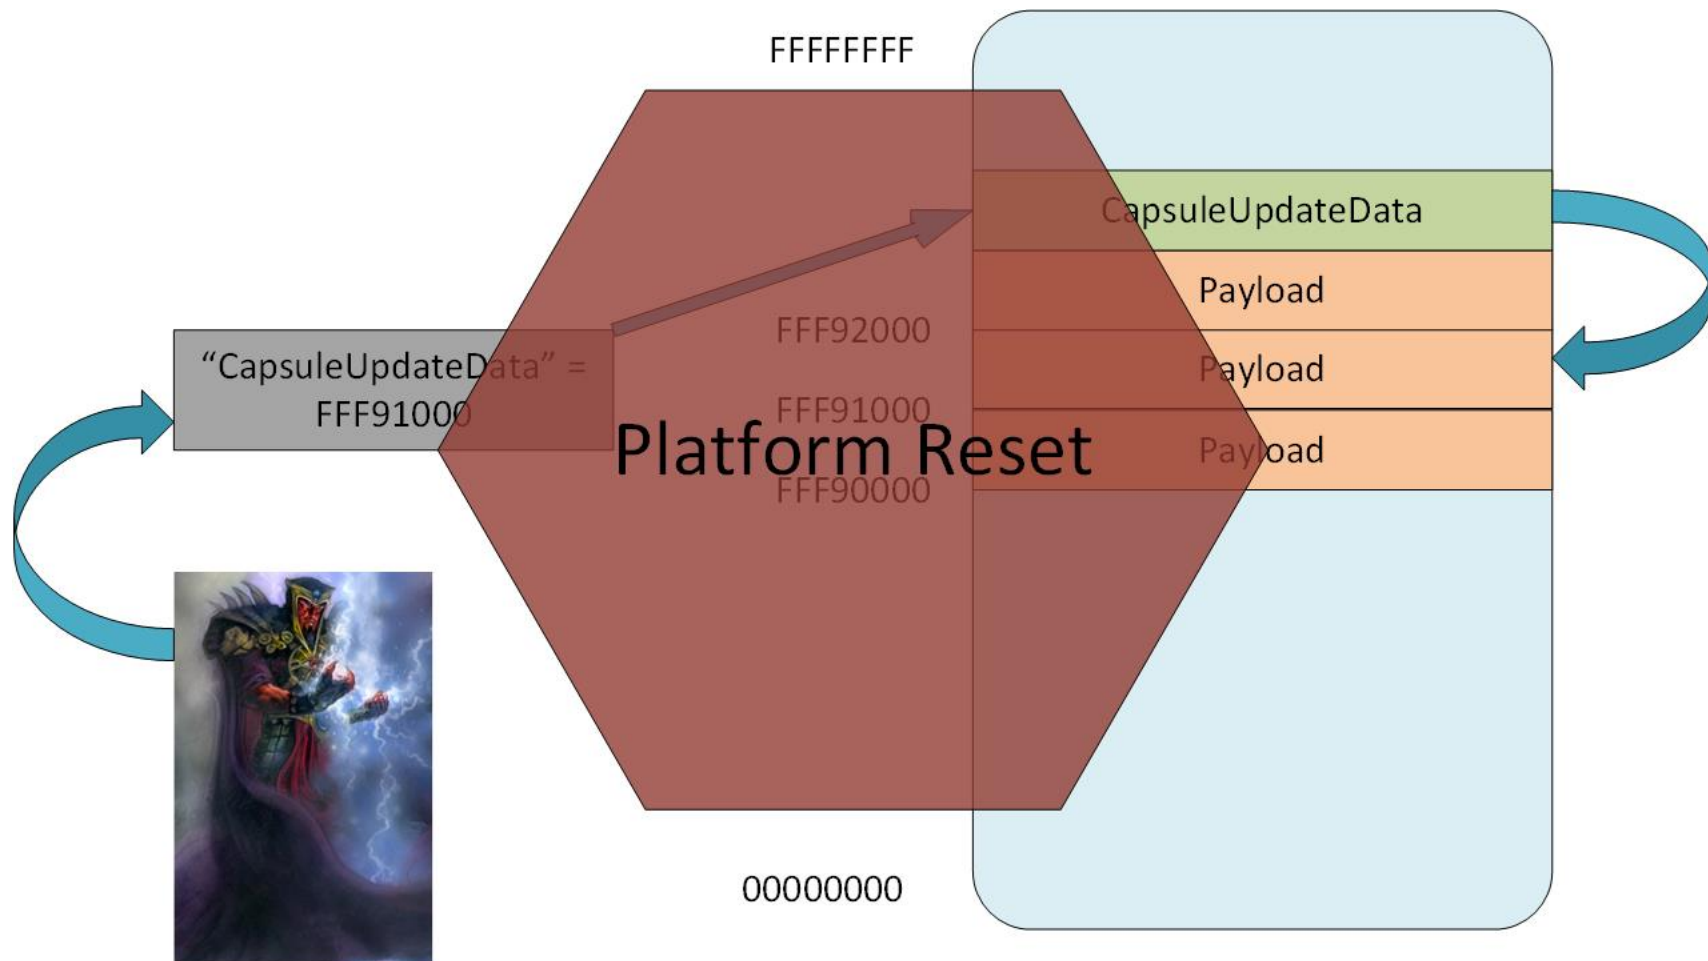 FFFFFFFF
CapsuleUpdateData
Payload
FFF92000
“CapsuleUpdateData” =
FFF91000
Payload
FFF91000
Platform Reset
Payload
FFF90000
00000000